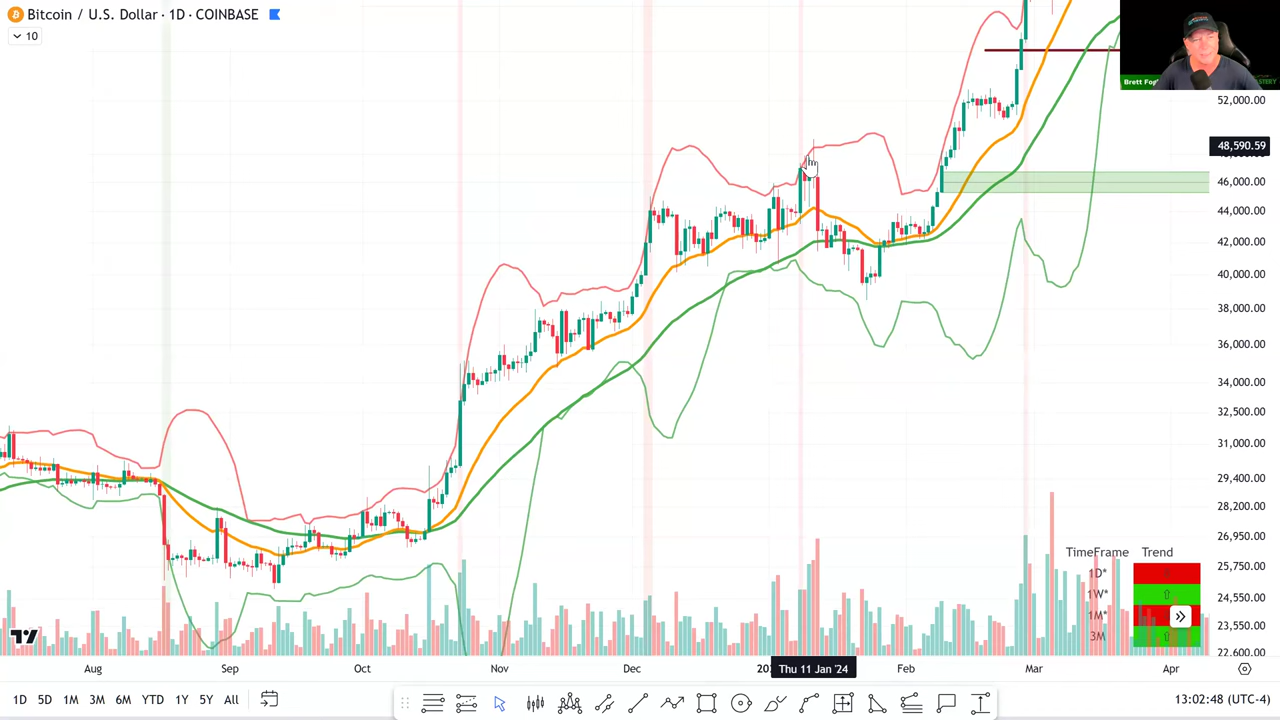 Bitcoin / U.S. Dollar · 1D · COINBASE
10
Brett Fog
52,000.00
48,590.59
46,000.00
44,000.00
42,000.00
40,000.00
38,000.00
36,000.00
34,000.00
32,500.00
31,000.00
29,400.00
28,200.00
26,950.00
25,750.00
24,550.00
23,550.00
22,600.00
TimeFrame Trend
1D*
1W*
1M*
3M
Aug Sep Oct Nov Dec Thu 11 Jan '24 Feb Mar Apr
1D 5D 1M 3M 6M YTD 1Y 5Y All
13:02:48 (UTC-4)